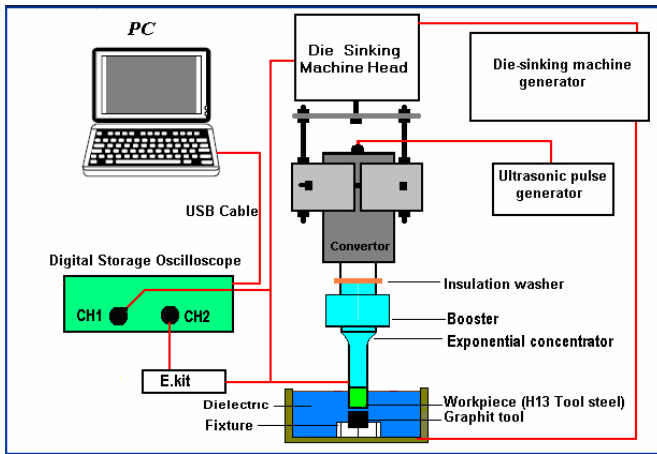 PC
Die Sinking
Machine Head
Die-sinking machine
generator
Ultrasonic pulse
generator
USB Cable
Convertor
Digital Storage Oscilloscope
Insulation washer
CH1
CH2
Booster
Exponential concentrator
E.kit
Dielectric
Workpiece (H13 Tool steel)
Graphit tool
Fixture